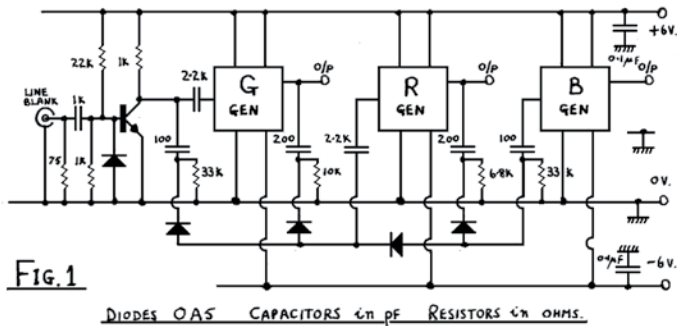 +6V.
0.1µF
22K
1K
2·2K
O/P
O/P
O/P
G
GEN
R
GEN
B
GEN
LINE
BLANK
1K
100
200
2·2K
200
100
75
1K
33K
10K
6·8K
33K
0V.
0.1µF
-6V.
FIG. 1
DIODES OA5 CAPACITORS in pF RESISTORS in OHMS.